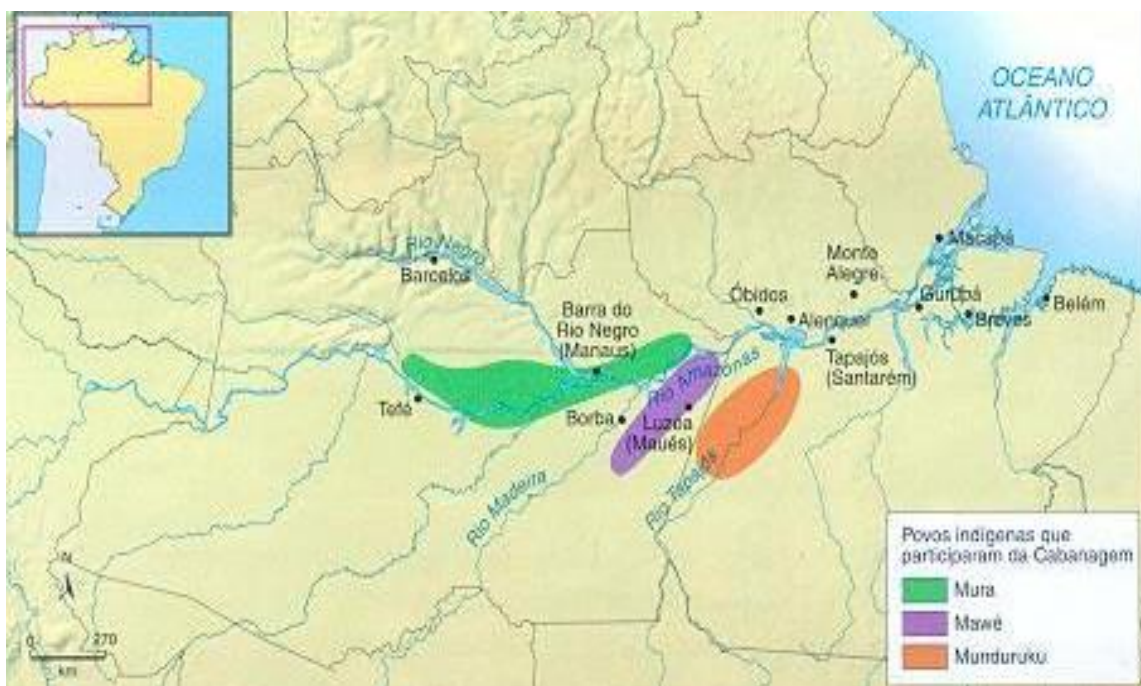 OCEANO
ATLÂNTICO
Rio Negro
Barcelos
Macapá
Monte
Alegre
Gurupá
Belém
Óbidos
Alenquer
Breves
Barra do
Rio Negro
(Manaus)
Tapajós
(Santarém)
Rio Amazonas
Tefé
Borba
Luzéa
(Maués)
Rio Tapajós
Rio Madeira
Povos indígenas que
participaram da Cabanagem
Mura
Mawé
Munduruku
N
0 270
km